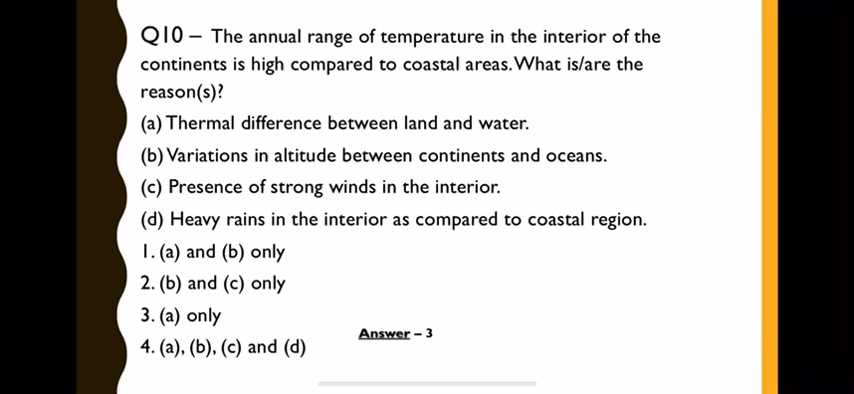 Q10 – The annual range of temperature in the interior of the
continents is high compared to coastal areas. What is/are the
reason(s)?
(a) Thermal difference between land and water.
(b) Variations in altitude between continents and oceans.
(c) Presence of strong winds in the interior.
(d) Heavy rains in the interior as compared to coastal region.
1. (a) and (b) only
2. (b) and (c) only
3. (a) only
Answer – 3
4. (a), (b), (c) and (d)